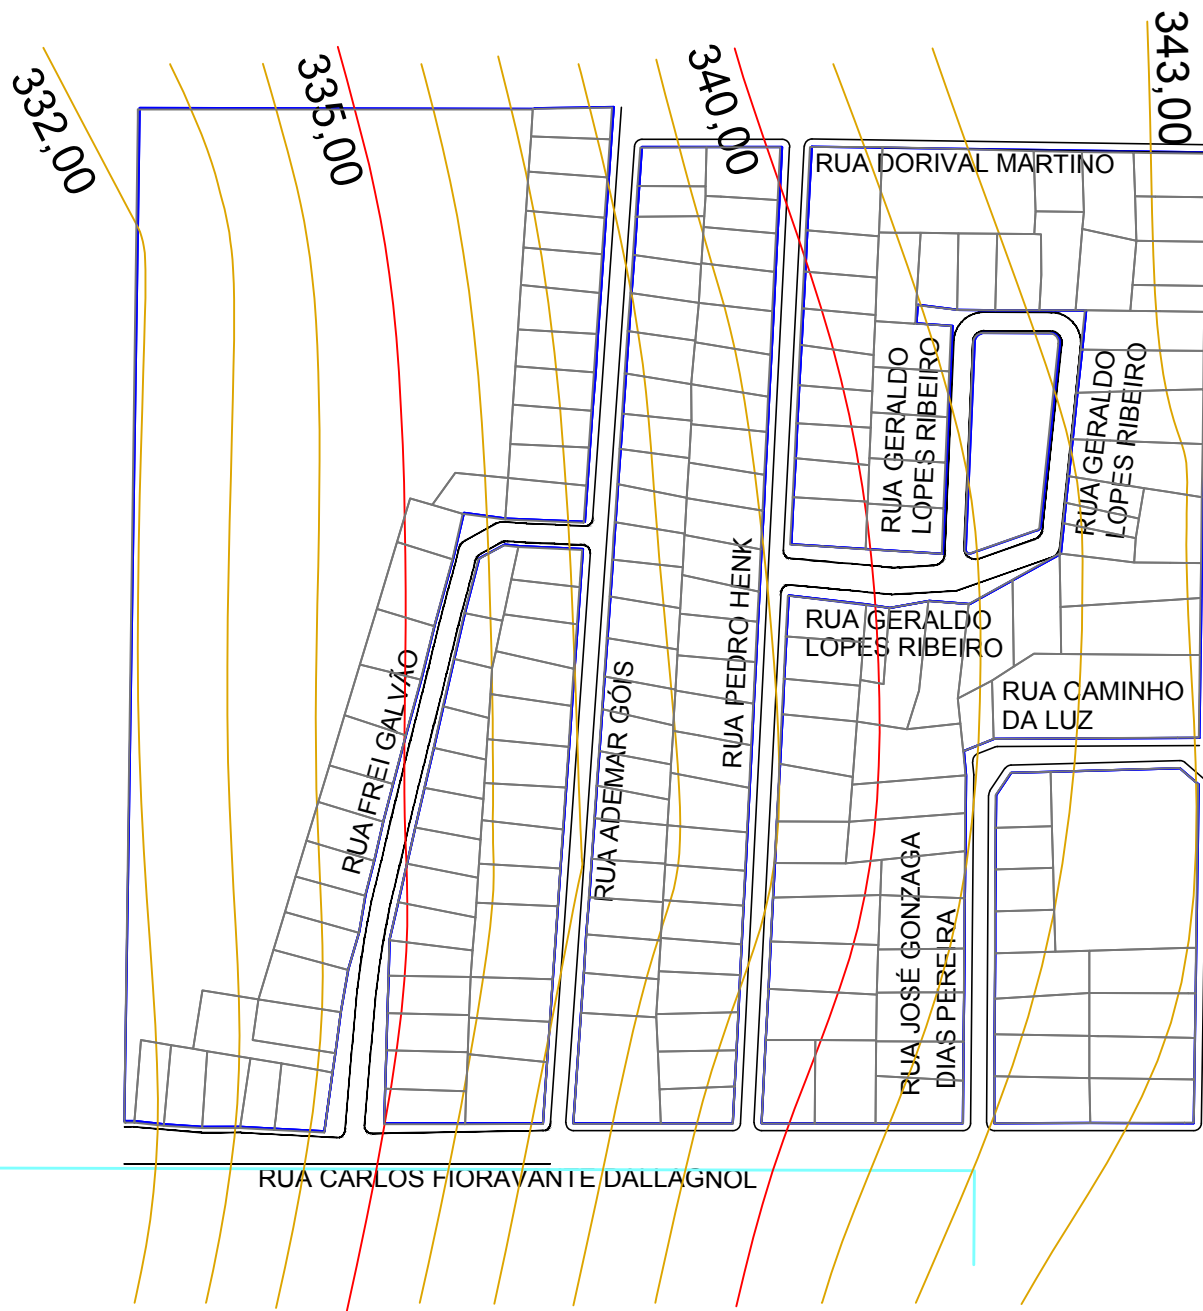 332,00
335,00
340,00
343,00
RUA DORIVAL MARTINO
RUA GERALDO
LOPES RIBEIRO
RUA GERALDO
LOPES RIBEIRO
RUA GERALDO
LOPES RIBEIRO
RUA PEDRO HENK
RUA ADEMAR GÓIS
RUA FREI GALVÃO
RUA CAMINHO
DA LUZ
RUA JOSÉ GONZAGA
DIAS PEREIRA
RUA CARLOS FIORAVANTE DALLAGNOL